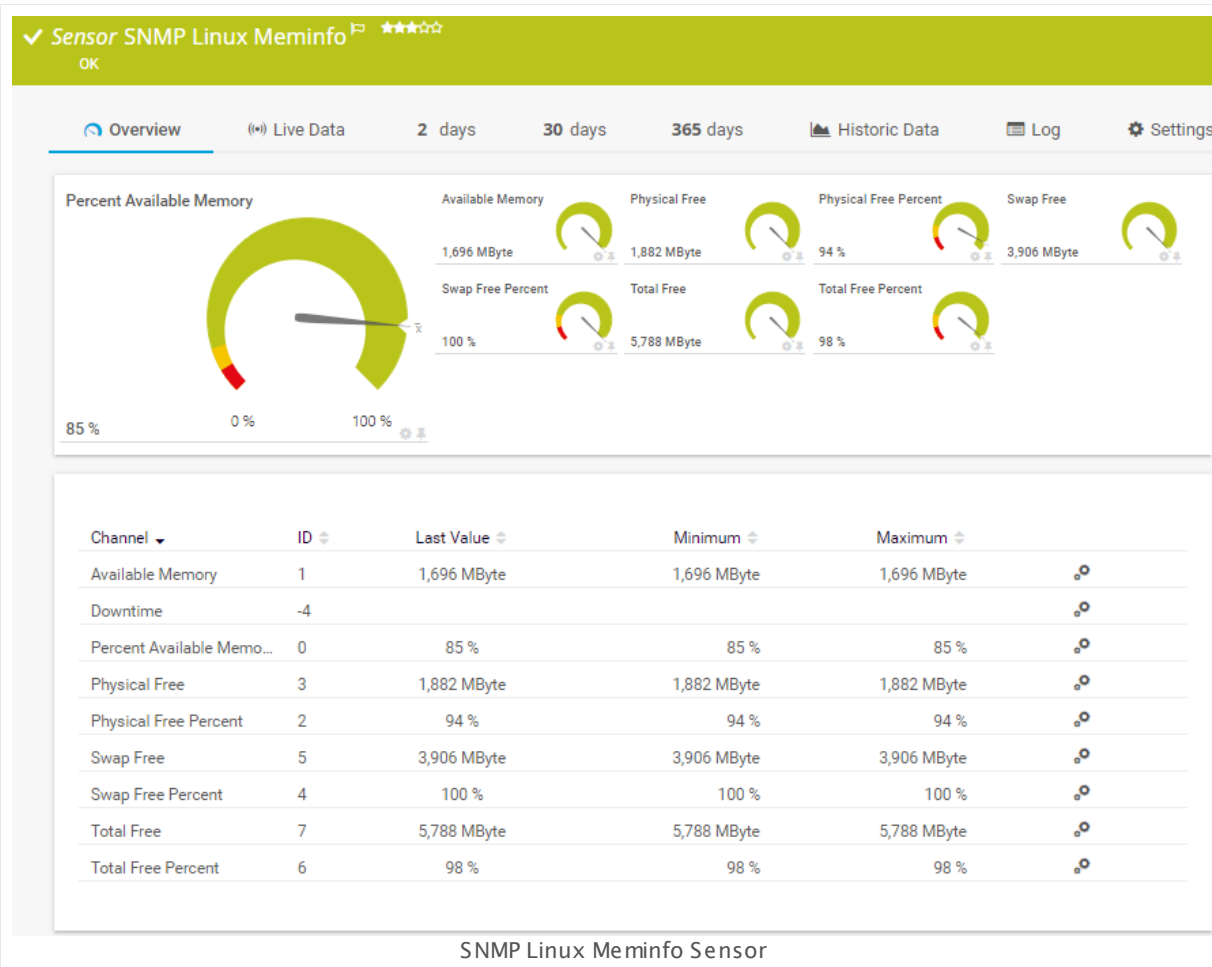 Sensor SNMP Linux Meminfo
OK
Overview Live Data 2 days 30 days 365 days Historic Data Log Settings
Percent Available Memory
85 %
0 %
100 %
x
Available Memory
1,696 MByte
Physical Free
1,882 MByte
Physical Free Percent
94 %
Swap Free
3,906 MByte
Swap Free Percent
100 %
Total Free
5,788 MByte
Total Free Percent
98 %
Channel ID Last Value Minimum Maximum
Available Memory 1 1,696 MByte 1,696 MByte 1,696 MByte
Downtime -4
Percent Available Memo... 0 85 % 85 % 85 %
Physical Free 3 1,882 MByte 1,882 MByte 1,882 MByte
Physical Free Percent 2 94 % 94 % 94 %
Swap Free 5 3,906 MByte 3,906 MByte 3,906 MByte
Swap Free Percent 4 100 % 100 % 100 %
Total Free 7 5,788 MByte 5,788 MByte 5,788 MByte
Total Free Percent 6 98 % 98 % 98 %
SNMP Linux Meminfo Sensor